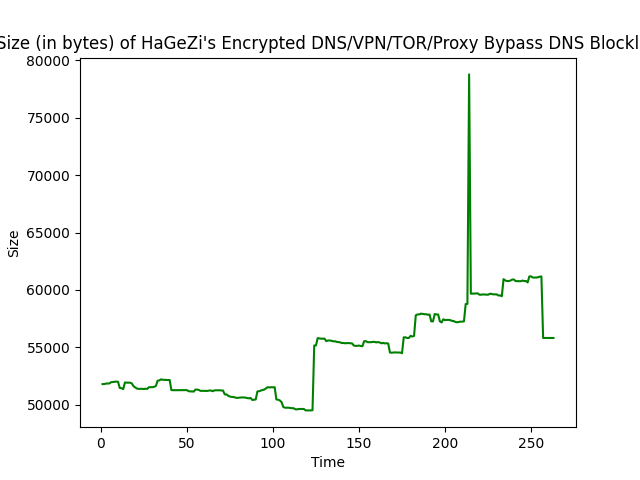 Size (in bytes) of HaGeZi's Encrypted DNS/VPN/TOR/Proxy Bypass DNS Blockl
80000
75000
70000
65000
60000
55000
50000
Size
0 50 100 150 200 250
Time